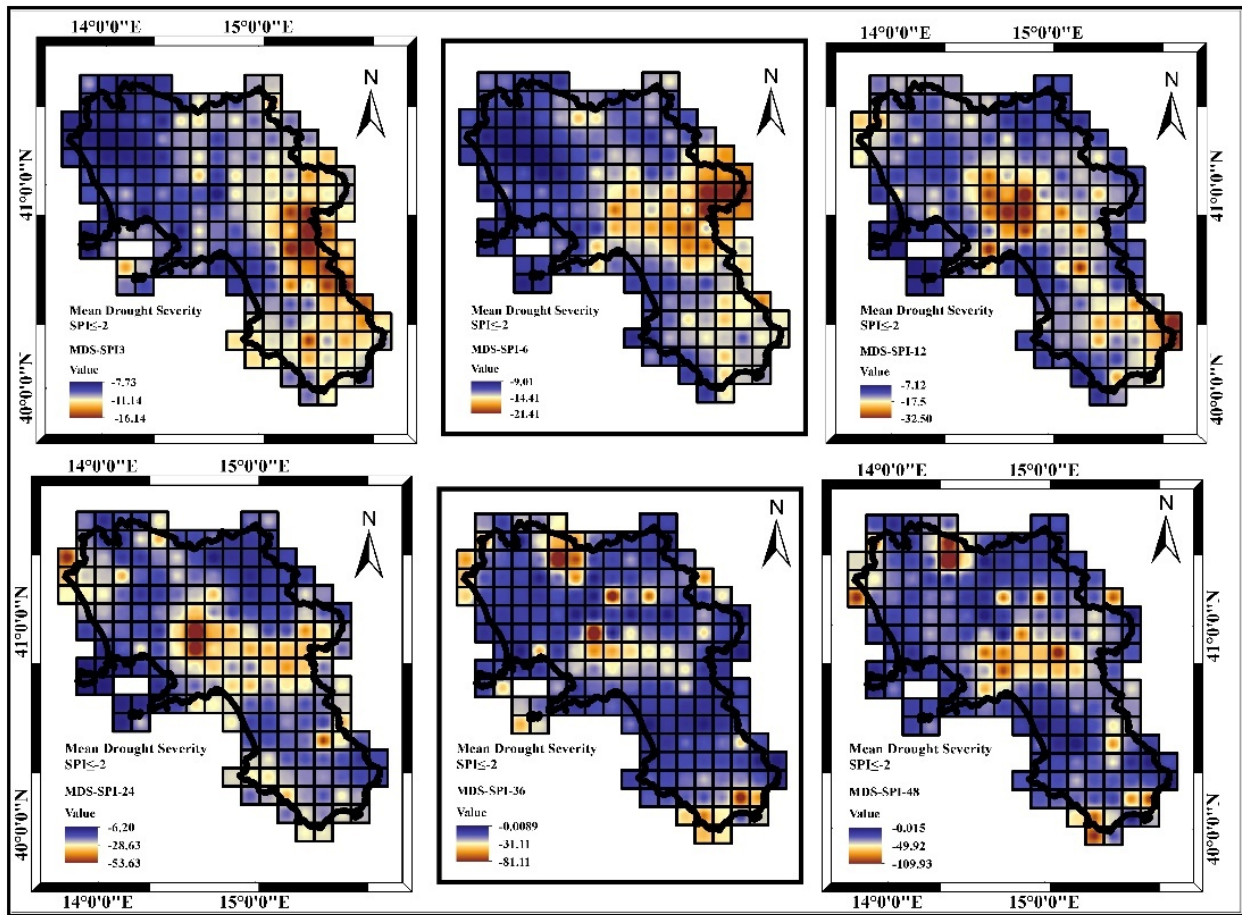 14°0'0"E 15°0'0"E
14°0'0"E 15°0'0"E
N
N
N
41°0'0"N
41°0'0"N
40°0'0"N
40°0'0"N
Mean Drought Severity
SPI≤-2
MDS-SPI3
Value
-7.73
-11.14
-16.14
Mean Drought Severity
SPI≤-2
MDS-SPI-6
Value
-9.01
-14.41
-21.41
Mean Drought Severity
SPI≤-2
MDS-SPI-12
Value
-7.12
-17.5
-32.50
14°0'0"E 15°0'0"E
14°0'0"E 15°0'0"E
N
N
N
41°0'0"N
41°0'0"N
40°0'0"N
40°0'0"N
Mean Drought Severity
SPI≤-2
MDS-SPI-24
Value
-6.20
-28.63
-53.63
Mean Drought Severity
SPI≤-2
MDS-SPI-36
Value
-0.0089
-31.11
-81.11
Mean Drought Severity
SPI≤-2
MDS-SPI-48
Value
-0.015
-49.92
-109.93
14°0'0"E 15°0'0"E
14°0'0"E 15°0'0"E